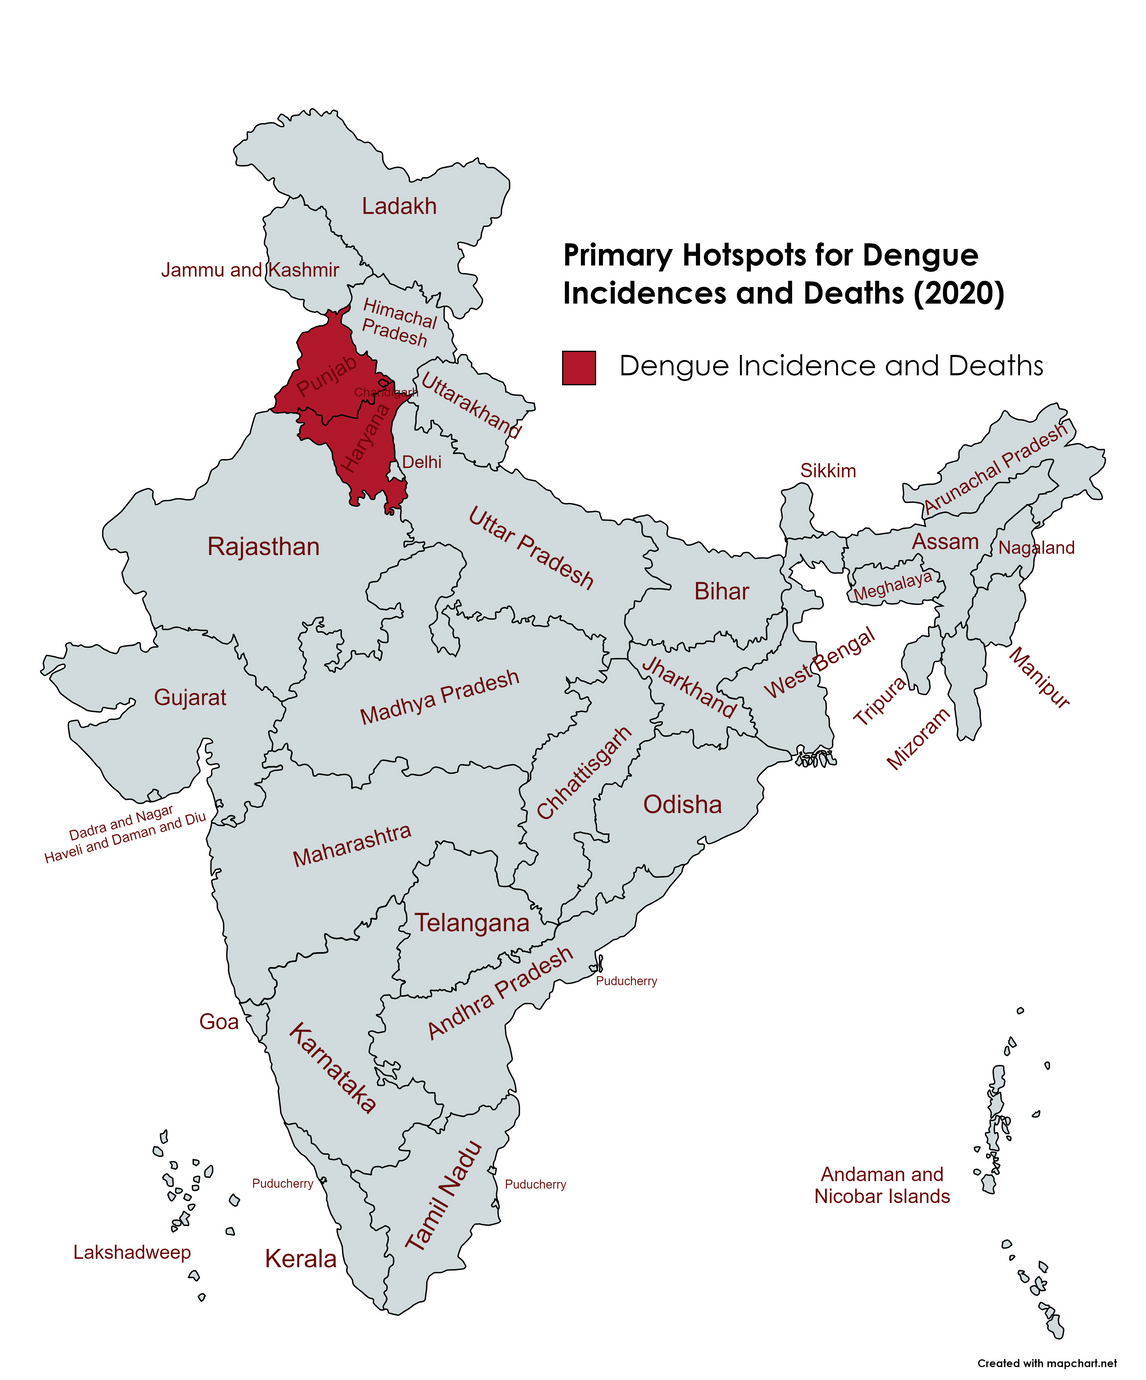 Ladakh
Primary Hotspots for Dengue
Incidences and Deaths (2020)
Jammu and Kashmir
Himachal
Pradesh
Dengue Incidence and Deaths
Punjab
Chandigarh
Uttarakhand
Haryana
Delhi
Sikkim
Arunachal Pradesh
Rajasthan
Uttar Pradesh
Assam
Nagaland
Bihar
Meghalaya
West Bengal
Manipur
Jharkhand
Tripura
Mizoram
Gujarat
Madhya Pradesh
Chhattisgarh
Odisha
Dadra and Nagar
Haveli and Daman and Diu
Maharashtra
Telangana
Andhra Pradesh
Puducherry
Goa
Karnataka
Andaman and
Nicobar Islands
Puducherry
Tamil Nadu
Puducherry
Lakshadweep
Kerala
Created with mapchart.net